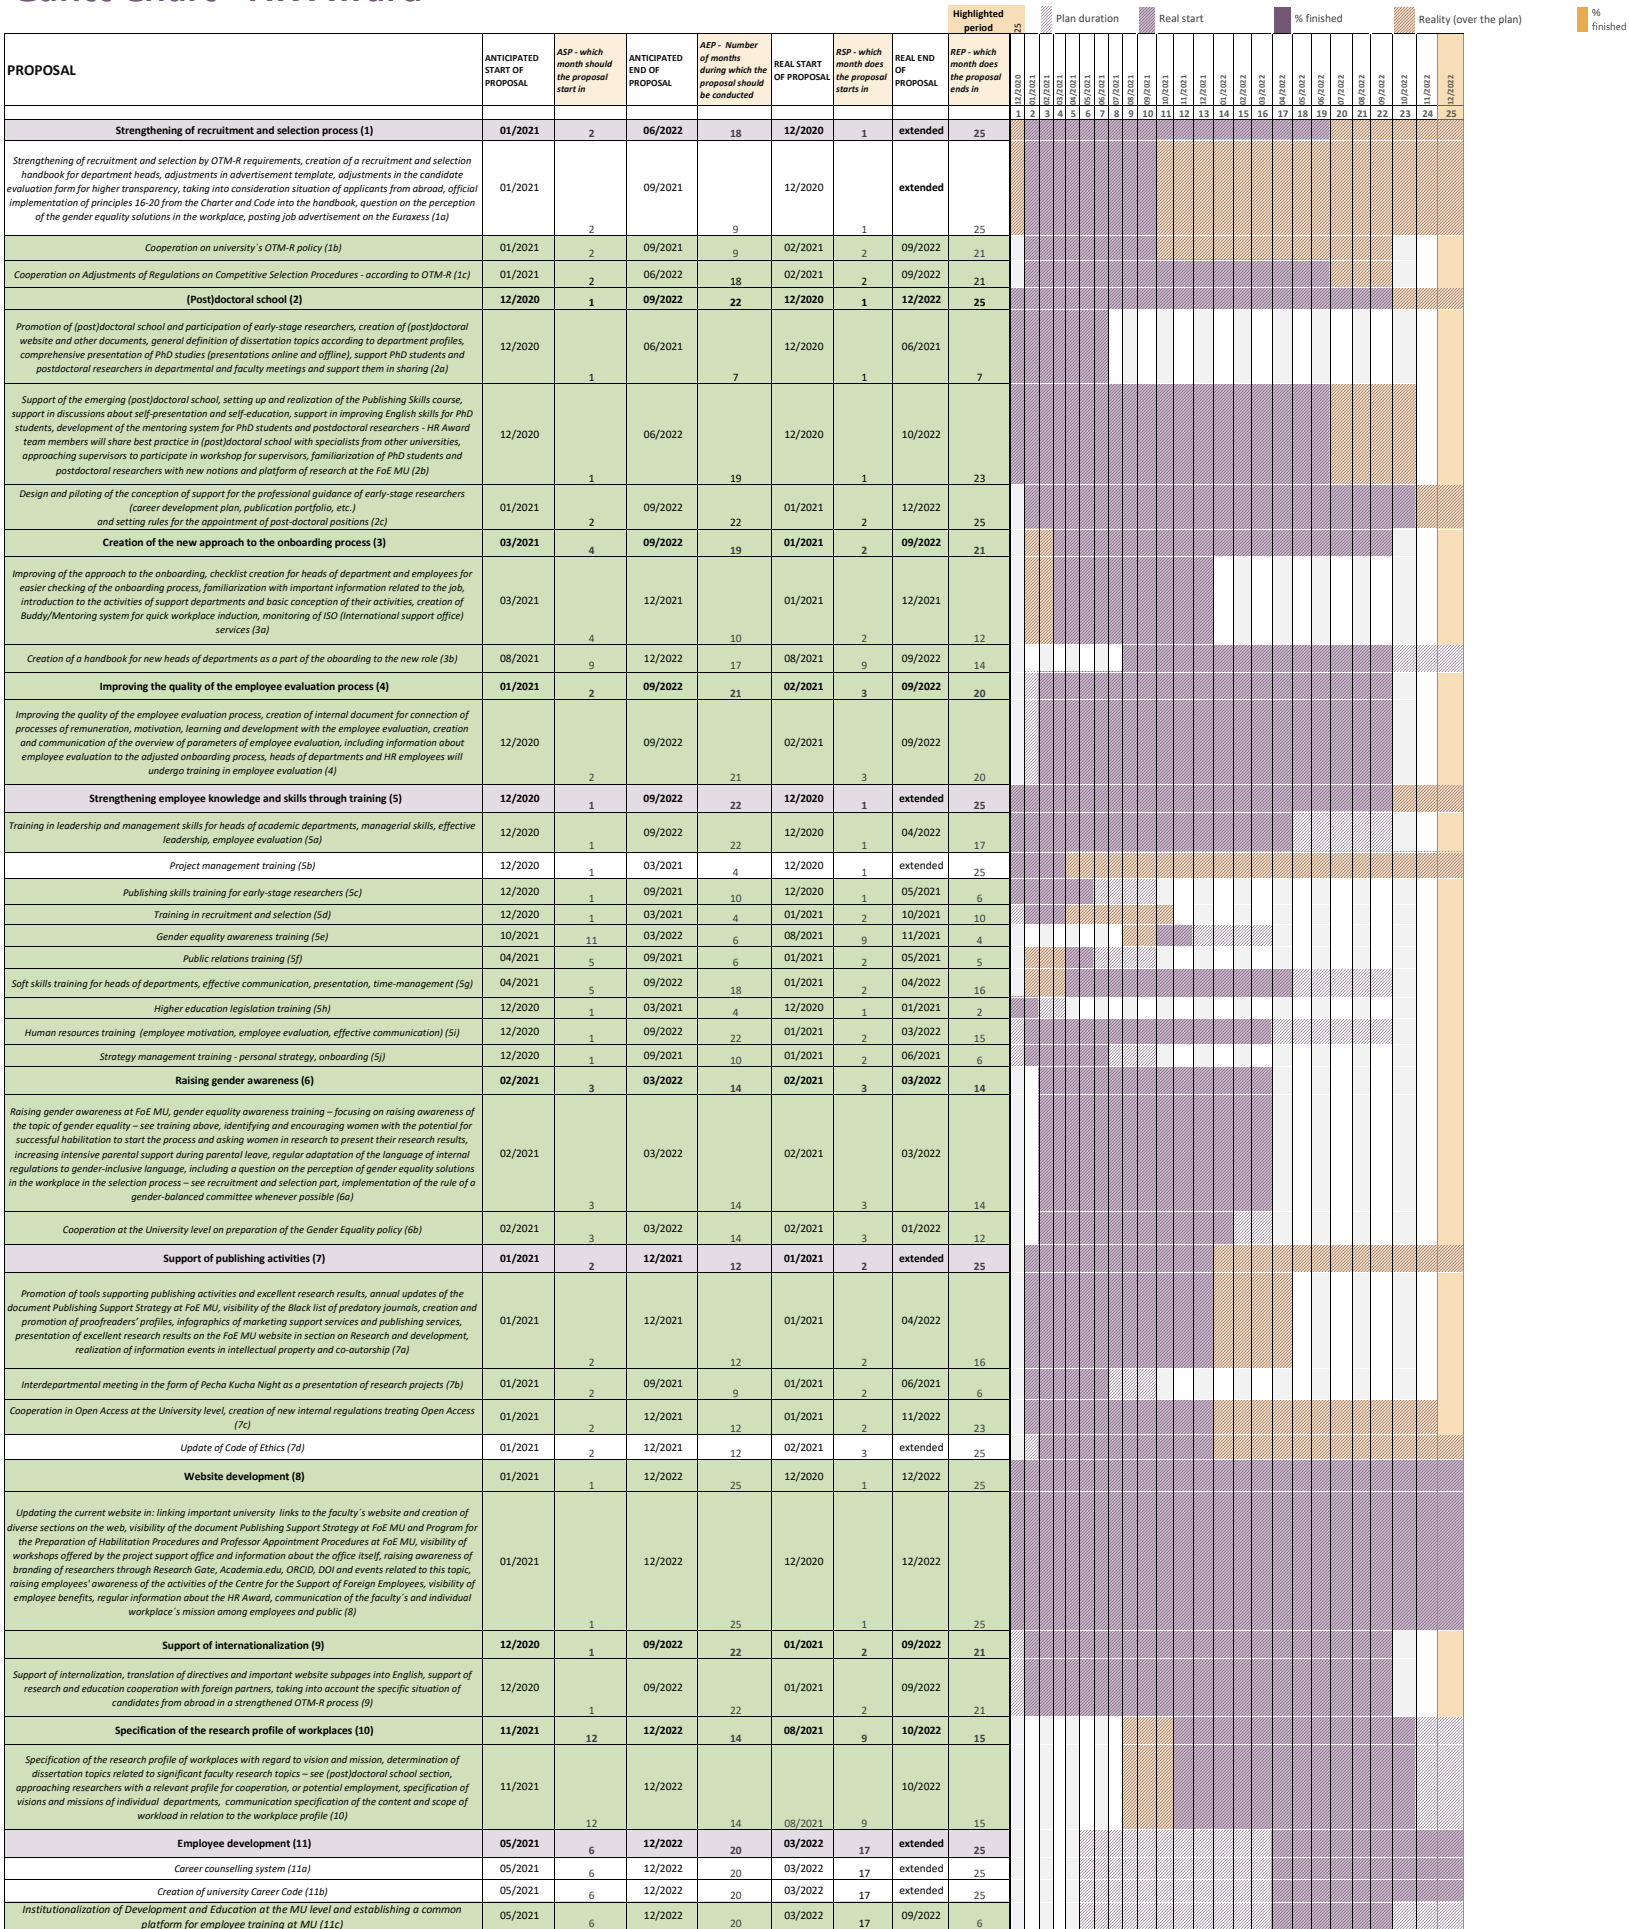 Highlighted period
25
Plan duration
Real start
% finished
Reality (over the plan)
% finished
PROPOSAL
ANTICIPATED START OF PROPOSAL
ASP - which month should the proposal start in
ANTICIPATED END OF PROPOSAL
AEP - Number of months during which the proposal should be conducted
REAL START OF PROPOSAL
RSP - which month does the proposal starts in
REAL END OF PROPOSAL
REP - which month does the proposal ends in
12/2020 01/2021 02/2021 03/2021 04/2021 05/2021 06/2021 07/2021 08/2021 09/2021 10/2021 11/2021 12/2021 01/2022 02/2022 03/2022 04/2022 05/2022 06/2022 07/2022 08/2022 09/2022 10/2022 11/2022 12/2022
1 2 3 4 5 6 7 8 9 10 11 12 13 14 15 16 17 18 19 20 21 22 23 24 25
Strengthening of recruitment and selection process (1) 01/2021 2 06/2022 18 12/2020 1 extended 25
Strengthening of recruitment and selection by OTM-R requirements, creation of a recruitment and selection
handbook for department heads, adjustments in advertisement template, adjustments in the candidate
evaluation form for higher transparency, taking into consideration situation of applicants from abroad, official
implementation of principles 16-20 from the Charter and Code into the handbook, question on the perception
of the gender equality solutions in the workplace, posting job advertisement on the Euraxess (1a)
01/2021 2 09/2021 9 12/2020 1 extended 25
Cooperation on university´s OTM-R policy (1b) 01/2021 2 09/2021 9 02/2021 2 09/2022 21
Cooperation on Adjustments of Regulations on Competitive Selection Procedures - according to OTM-R (1c) 01/2021 2 06/2022 18 02/2021 2 09/2022 21
(Post)doctoral school (2) 12/2020 1 09/2022 22 12/2020 1 12/2022 25
Promotion of (post)doctoral school and participation of early-stage researchers, creation of (post)doctoral
website and other documents, general definition of dissertation topics according to department profiles,
comprehensive presentation of PhD studies (presentations online and offline), support PhD students and
postdoctoral researchers in departmental and faculty meetings and support them in sharing (2a)
12/2020 1 06/2021 7 12/2020 1 06/2021 7
Support of the emerging (post)doctoral school, setting up and realization of the Publishing Skills course,
support in discussions about self-presentation and self-education, support in improving English skills for PhD
students, development of the mentoring system for PhD students and postdoctoral researchers - HR Award
team members will share best practice in (post)doctoral school with specialists from other universities,
approaching supervisors to participate in workshop for supervisors, familiarization of PhD students and
postdoctoral researchers with new notions and platform of research at the FoE MU (2b)
12/2020 1 06/2022 19 12/2020 1 10/2022 23
Design and piloting of the conception of support for the professional guidance of early-stage researchers
(career development plan, publication portfolio, etc.)
and setting rules for the appointment of post-doctoral positions (2c)
01/2021 2 09/2022 22 01/2021 2 12/2022 25
Creation of the new approach to the onboarding process (3) 03/2021 4 09/2022 19 01/2021 2 09/2022 21
Improving of the approach to the onboarding, checklist creation for heads of department and employees for
easier checking of the onboarding process, familiarization with important information related to the job,
introduction to the activities of support departments and basic conception of their activities, creation of
Buddy/Mentoring system for quick workplace induction, monitoring of ISO (International support office)
services (3a)
03/2021 4 12/2021 10 01/2021 2 12/2021 12
Creation of a handbook for new heads of departments as a part of the oboarding to the new role (3b) 08/2021 9 12/2022 17 08/2021 9 09/2022 14
Improving the quality of the employee evaluation process (4) 01/2021 2 09/2022 21 02/2021 3 09/2022 20
Improving the quality of the employee evaluation process, creation of internal document for connection of
processes of remuneration, motivation, learning and development with the employee evaluation, creation
and communication of the overview of parameters of employee evaluation, including information about
employee evaluation to the adjusted onboarding process, heads of departments and HR employees will
undergo training in employee evaluation (4)
12/2020 2 09/2022 21 02/2021 3 09/2022 20
Strengthening employee knowledge and skills through training (5) 12/2020 1 09/2022 22 12/2020 1 extended 25
Training in leadership and management skills for heads of academic departments, managerial skills, effective
leadership, employee evaluation (5a)
12/2020 1 09/2022 22 12/2020 1 04/2022 17
Project management training (5b) 12/2020 1 03/2021 4 12/2020 1 extended 25
Publishing skills training for early-stage researchers (5c) 12/2020 1 09/2021 10 12/2020 1 05/2021 6
Training in recruitment and selection (5d) 12/2020 1 03/2021 4 01/2021 2 10/2021 10
Gender equality awareness training (5e) 10/2021 11 03/2022 6 08/2021 9 11/2021 4
Public relations training (5f) 04/2021 5 09/2021 6 01/2021 2 05/2021 5
Soft skills training for heads of departments, effective communication, presentation, time-management (5g) 04/2021 5 09/2022 18 01/2021 2 04/2022 16
Higher education legislation training (5h) 12/2020 1 03/2021 4 12/2020 1 01/2021 2
Human resources training (employee motivation, employee evaluation, effective communication) (5i) 12/2020 1 09/2022 22 01/2021 2 03/2022 15
Strategy management training - personal strategy, onboarding (5j) 12/2020 1 09/2021 10 01/2021 2 06/2021 6
Raising gender awareness (6) 02/2021 3 03/2022 14 02/2021 3 03/2022 14
Raising gender awareness at FoE MU, gender equality awareness training – focusing on raising awareness of
the topic of gender equality – see training above, identifying and encouraging women with the potential for
successful habilitation to start the process and asking women in research to present their research results,
increasing intensive parental support during parental leave, regular adaptation of the language of internal
regulations to gender-inclusive language, including a question on the perception of gender equality solutions
in the workplace in the selection process – see recruitment and selection part, implementation of the rule of a
gender-balanced committee whenever possible (6a)
02/2021 3 03/2022 14 02/2021 3 03/2022 14
Cooperation at the University level on preparation of the Gender Equality policy (6b) 02/2021 3 03/2022 14 02/2021 3 01/2022 12
Support of publishing activities (7) 01/2021 2 12/2021 12 01/2021 2 extended 25
Promotion of tools supporting publishing activities and excellent research results, annual updates of the
document Publishing Support Strategy at FoE MU, visibility of the Black list of predatory journals, creation and
promotion of proofreaders’ profiles, infographics of marketing support services and publishing services,
presentation of excellent research results on the FoE MU website in section on Research and development,
realization of information events in intellectual property and co-autorship (7a)
01/2021 2 12/2021 12 01/2021 2 04/2022 16
Interdepartmental meeting in the form of Pecha Kucha Night as a presentation of research projects (7b) 01/2021 2 09/2021 9 01/2021 2 06/2021 6
Cooperation in Open Access at the University level, creation of new internal regulations treating Open Access
(7c)
01/2021 2 12/2021 12 01/2021 2 11/2022 23
Update of Code of Ethics (7d) 01/2021 2 12/2021 12 02/2021 3 extended 25
Website development (8) 01/2021 1 12/2022 25 12/2020 1 12/2022 25
Updating the current website in: linking important university links to the faculty´s website and creation of
diverse sections on the web, visibility of the document Publishing Support Strategy at FoE MU and Program for
the Preparation of Habilitation Procedures and Professor Appointment Procedures at FoE MU, visibility of
workshops offered by the project support office and information about the office itself, raising awareness of
branding of researchers through Research Gate, Academia.edu, ORCID, DOI and events related to this topic,
raising employees’ awareness of the activities of the Centre for the Support of Foreign Employees, visibility of
employee benefits, regular information about the HR Award, communication of the faculty´s and individual
workplace´s mission among employees and public (8)
01/2021 1 12/2022 25 12/2020 1 12/2022 25
Support of internationalization (9) 12/2020 1 09/2022 22 01/2021 2 09/2022 21
Support of internalization, translation of directives and important website subpages into English, support of
research and education cooperation with foreign partners, taking into account the specific situation of
candidates from abroad in a strengthened OTM-R process (9)
12/2020 1 09/2022 22 01/2021 2 09/2022 21
Specification of the research profile of workplaces (10) 11/2021 12 12/2022 14 08/2021 9 10/2022 15
Specification of the research profile of workplaces with regard to vision and mission, determination of
dissertation topics related to significant faculty research topics – see (post)doctoral school section,
approaching researchers with a relevant profile for cooperation, or potential employment, specification of
visions and missions of individual departments, communication specification of the content and scope of
workload in relation to the workplace profile (10)
11/2021 12 12/2022 14 08/2021 9 10/2022 15
Employee development (11) 05/2021 6 12/2022 20 03/2022 17 extended 25
Career counselling system (11a) 05/2021 6 12/2022 20 03/2022 17 extended 25
Creation of university Career Code (11b) 05/2021 6 12/2022 20 03/2022 17 extended 25
Institutionalization of Development and Education at the MU level and establishing a common
platform for employee training at MU (11c)
05/2021 6 12/2022 20 03/2022 17 09/2022 6